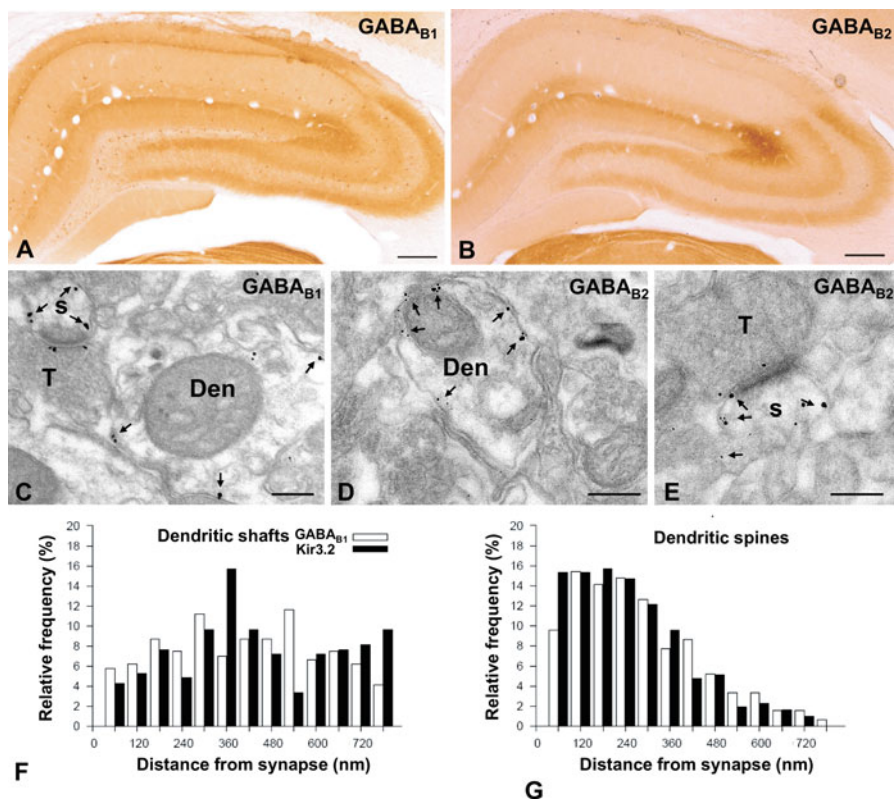 GABAB1
GABAB2
A
B
GABAB1
GABAB2
GABAB2
S
T
Den
Den
T
s
C
D
E
Dendritic shafts
GABAB1
Kir3.2
Relative frequency (%)
20
18
16
14
12
10
8
6
4
2
0
0 120 240 360 480 600 720
Distance from synapse (nm)
F
Dendritic spines
Relative frequency (%)
20
18
16
14
12
10
8
6
4
2
0
0 120 240 360 480 600 720
Distance from synapse (nm)
G